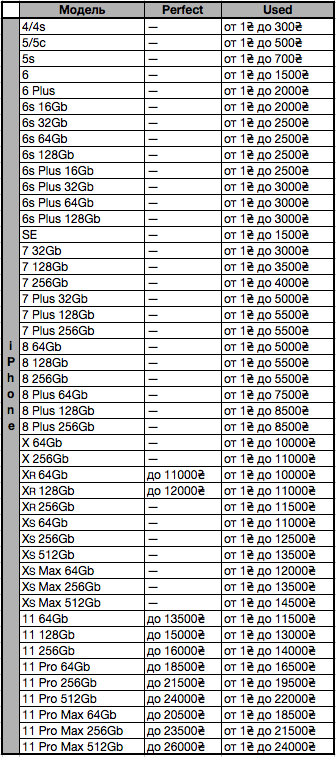 Модель Perfect Used
iPhone
4/4s — от 1₴ до 300₴
5/5c — от 1₴ до 500₴
5s — от 1₴ до 700₴
6 — от 1₴ до 1500₴
6 Plus — от 1₴ до 2000₴
6s 16Gb — от 1₴ до 2000₴
6s 32Gb — от 1₴ до 2500₴
6s 64Gb — от 1₴ до 2500₴
6s 128Gb — от 1₴ до 2500₴
6s Plus 16Gb — от 1₴ до 2500₴
6s Plus 32Gb — от 1₴ до 3000₴
6s Plus 64Gb — от 1₴ до 3000₴
6s Plus 128Gb — от 1₴ до 3000₴
SE — от 1₴ до 1500₴
7 32Gb — от 1₴ до 3000₴
7 128Gb — от 1₴ до 3500₴
7 256Gb — от 1₴ до 4000₴
7 Plus 32Gb — от 1₴ до 5000₴
7 Plus 128Gb — от 1₴ до 5500₴
7 Plus 256Gb — от 1₴ до 5500₴
8 64Gb — от 1₴ до 5000₴
8 128Gb — от 1₴ до 5500₴
8 256Gb — от 1₴ до 5500₴
8 Plus 64Gb — от 1₴ до 7500₴
8 Plus 128Gb — от 1₴ до 8500₴
8 Plus 256Gb — от 1₴ до 8500₴
X 64Gb — от 1₴ до 10000₴
X 256Gb — от 1₴ до 11000₴
XR 64Gb до 11000₴ от 1₴ до 10000₴
XR 128Gb до 12000₴ от 1₴ до 11000₴
XR 256Gb — от 1₴ до 11500₴
XS 64Gb — от 1₴ до 11000₴
XS 256Gb — от 1₴ до 12500₴
XS 512Gb — от 1₴ до 13500₴
XS Max 64Gb — от 1₴ до 12000₴
XS Max 256Gb — от 1₴ до 13500₴
XS Max 512Gb — от 1₴ до 14500₴
11 64Gb до 13500₴ от 1₴ до 11500₴
11 128Gb до 15000₴ от 1₴ до 13000₴
11 256Gb до 16000₴ от 1₴ до 14000₴
11 Pro 64Gb до 18500₴ от 1₴ до 16500₴
11 Pro 256Gb до 21500₴ от 1₴ до 19500₴
11 Pro 512Gb до 24000₴ от 1₴ до 22000₴
11 Pro Max 64Gb до 20500₴ от 1₴ до 18500₴
11 Pro Max 256Gb до 23500₴ от 1₴ до 21500₴
11 Pro Max 512Gb до 26000₴ от 1₴ до 24000₴